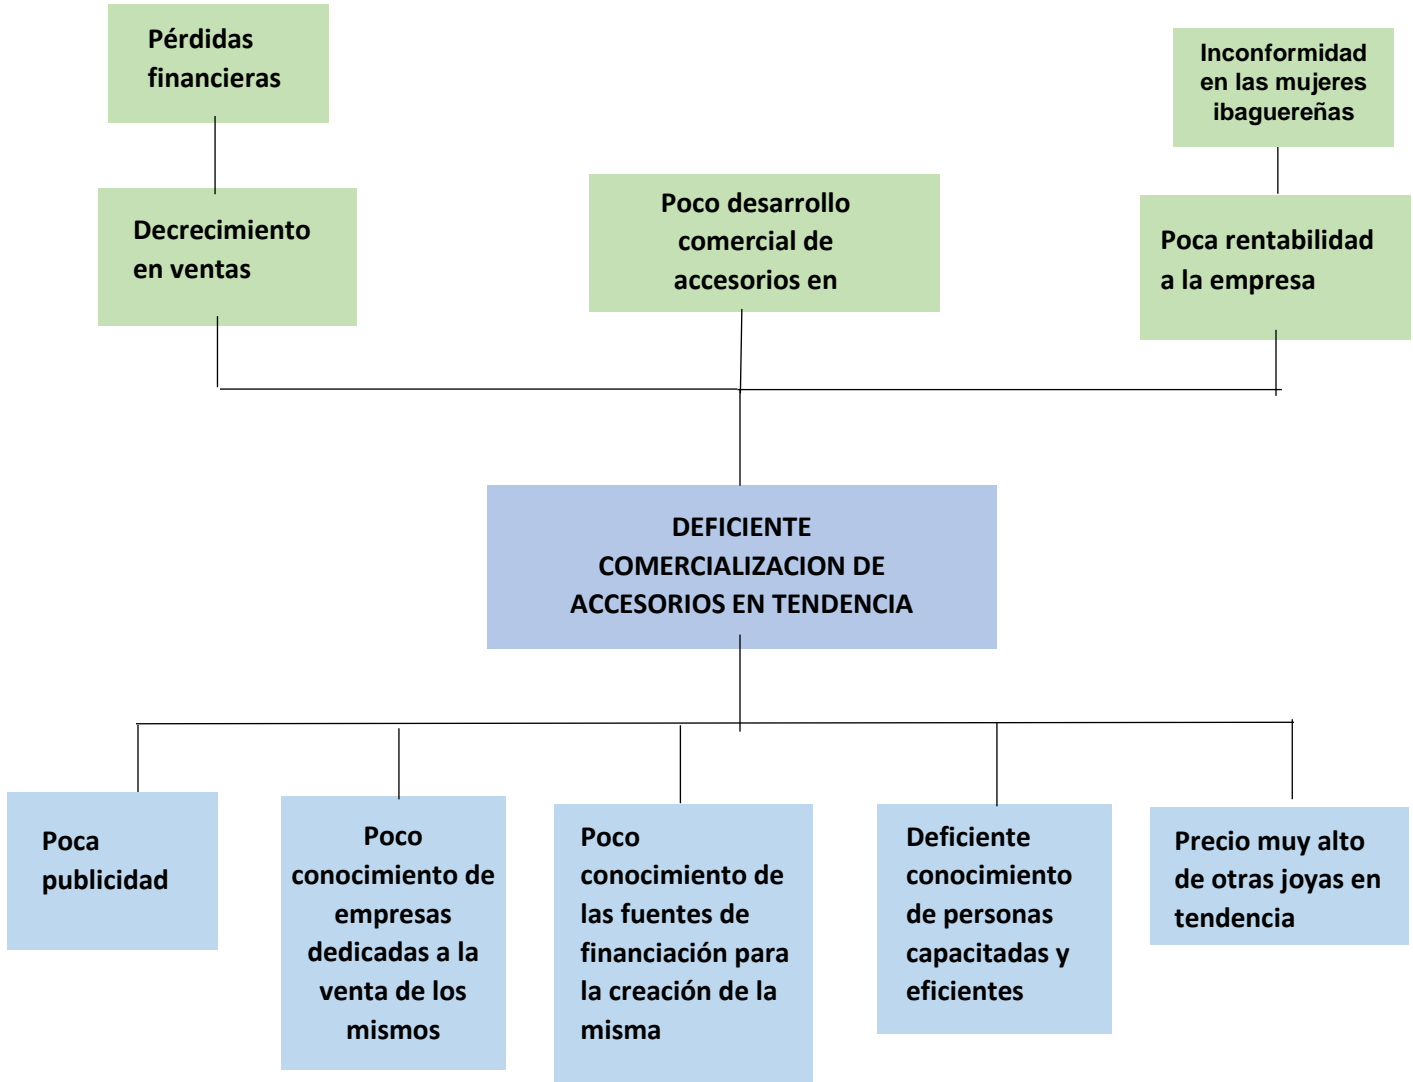 Pérdidas
financieras
Inconformidad
en las mujeres
ibaguereñas
Decrecimiento
en ventas
Poco desarrollo
comercial de
accesorios en
Poca rentabilidad
a la empresa
DEFICIENTE
COMERCIALIZACION DE
ACCESORIOS EN TENDENCIA
Poca
publicidad
Poco
conocimiento de
empresas
dedicadas a la
venta de los
mismos
Poco
conocimiento de
las fuentes de
financiación para
la creación de la
misma
Deficiente
conocimiento
de personas
capacitadas y
eficientes
Precio muy alto
de otras joyas en
tendencia